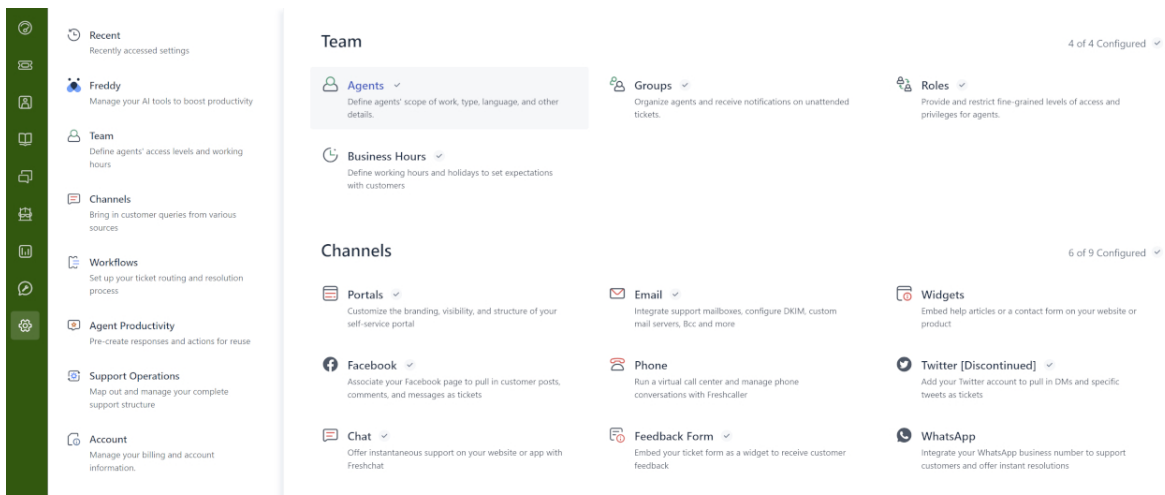 Recent
Recently accessed settings
Freddy
Manage your AI tools to boost productivity
Team
Define agents' access levels and working
hours
Channels
Bring in customer queries from various
sources
Workflows
Set up your ticket routing and resolution
process
Agent Productivity
Pre-create responses and actions for reuse
Support Operations
Map out and manage your complete
support structure
Account
Manage your billing and account
information.
Team
4 of 4 Configured
Agents
Define agents' scope of work, type, language, and other
details.
Groups
Organize agents and receive notifications on unattended
tickets.
Roles
Provide and restrict fine-grained levels of access and
privileges for agents.
Business Hours
Define working hours and holidays to set expectations
with customers
Channels
6 of 9 Configured
Portals
Customize the branding, visibility, and structure of your
self-service portal
Email
Integrate support mailboxes, configure DKIM, custom
mail servers, Bcc and more
Widgets
Embed help articles or a contact form on your website or
product
Facebook
Associate your Facebook page to pull in customer posts,
comments, and messages as tickets
Phone
Run a virtual call center and manage phone
conversations with Freshcaller
Twitter [Discontinued]
Add your Twitter account to pull in DMs and specific
tweets as tickets
Chat
Offer instantaneous support on your website or app with
Freshchat
Feedback Form
Embed your ticket form as a widget to receive customer
feedback
WhatsApp
Integrate your WhatsApp business number to support
customers and offer instant resolutions